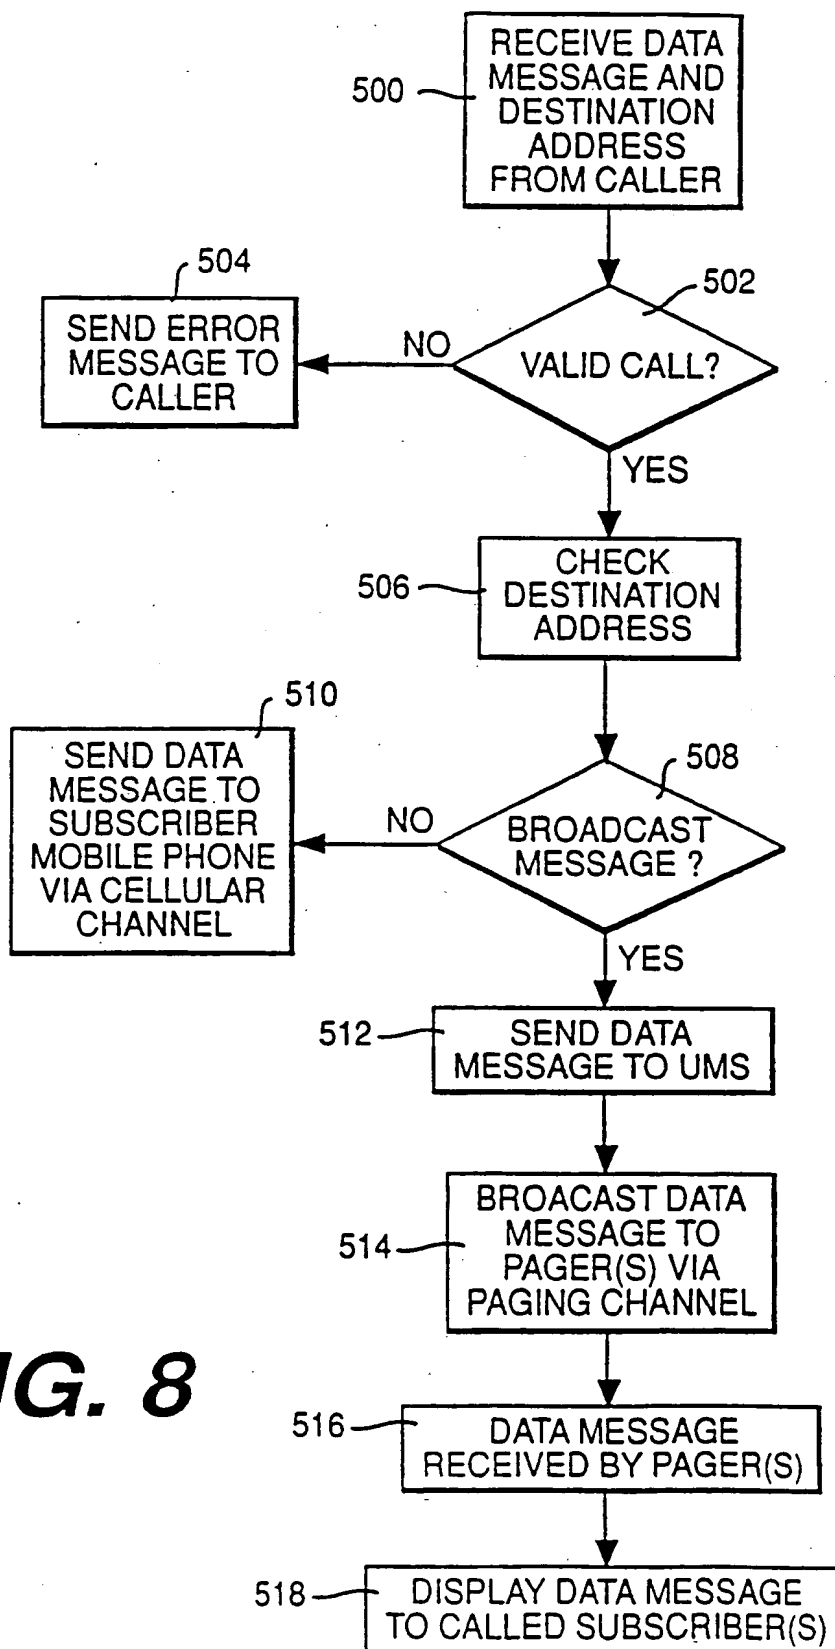 RECEIVE DATA
MESSAGE AND
DESTINATION
ADDRESS
FROM CALLER
500
502
VALID CALL?
NO
504
SEND ERROR
MESSAGE TO
CALLER
YES
506
CHECK
DESTINATION
ADDRESS
508
BROADCAST
MESSAGE ?
NO
510
SEND DATA
MESSAGE TO
SUBSCRIBER
MOBILE PHONE
VIA CELLULAR
CHANNEL
YES
512
SEND DATA
MESSAGE TO UMS
514
BROACAST DATA
MESSAGE TO
PAGER(S) VIA
PAGING CHANNEL
516
DATA MESSAGE
RECEIVED BY PAGER(S)
518
DISPLAY DATA MESSAGE
TO CALLED SUBSCRIBER(S)
IG. 8